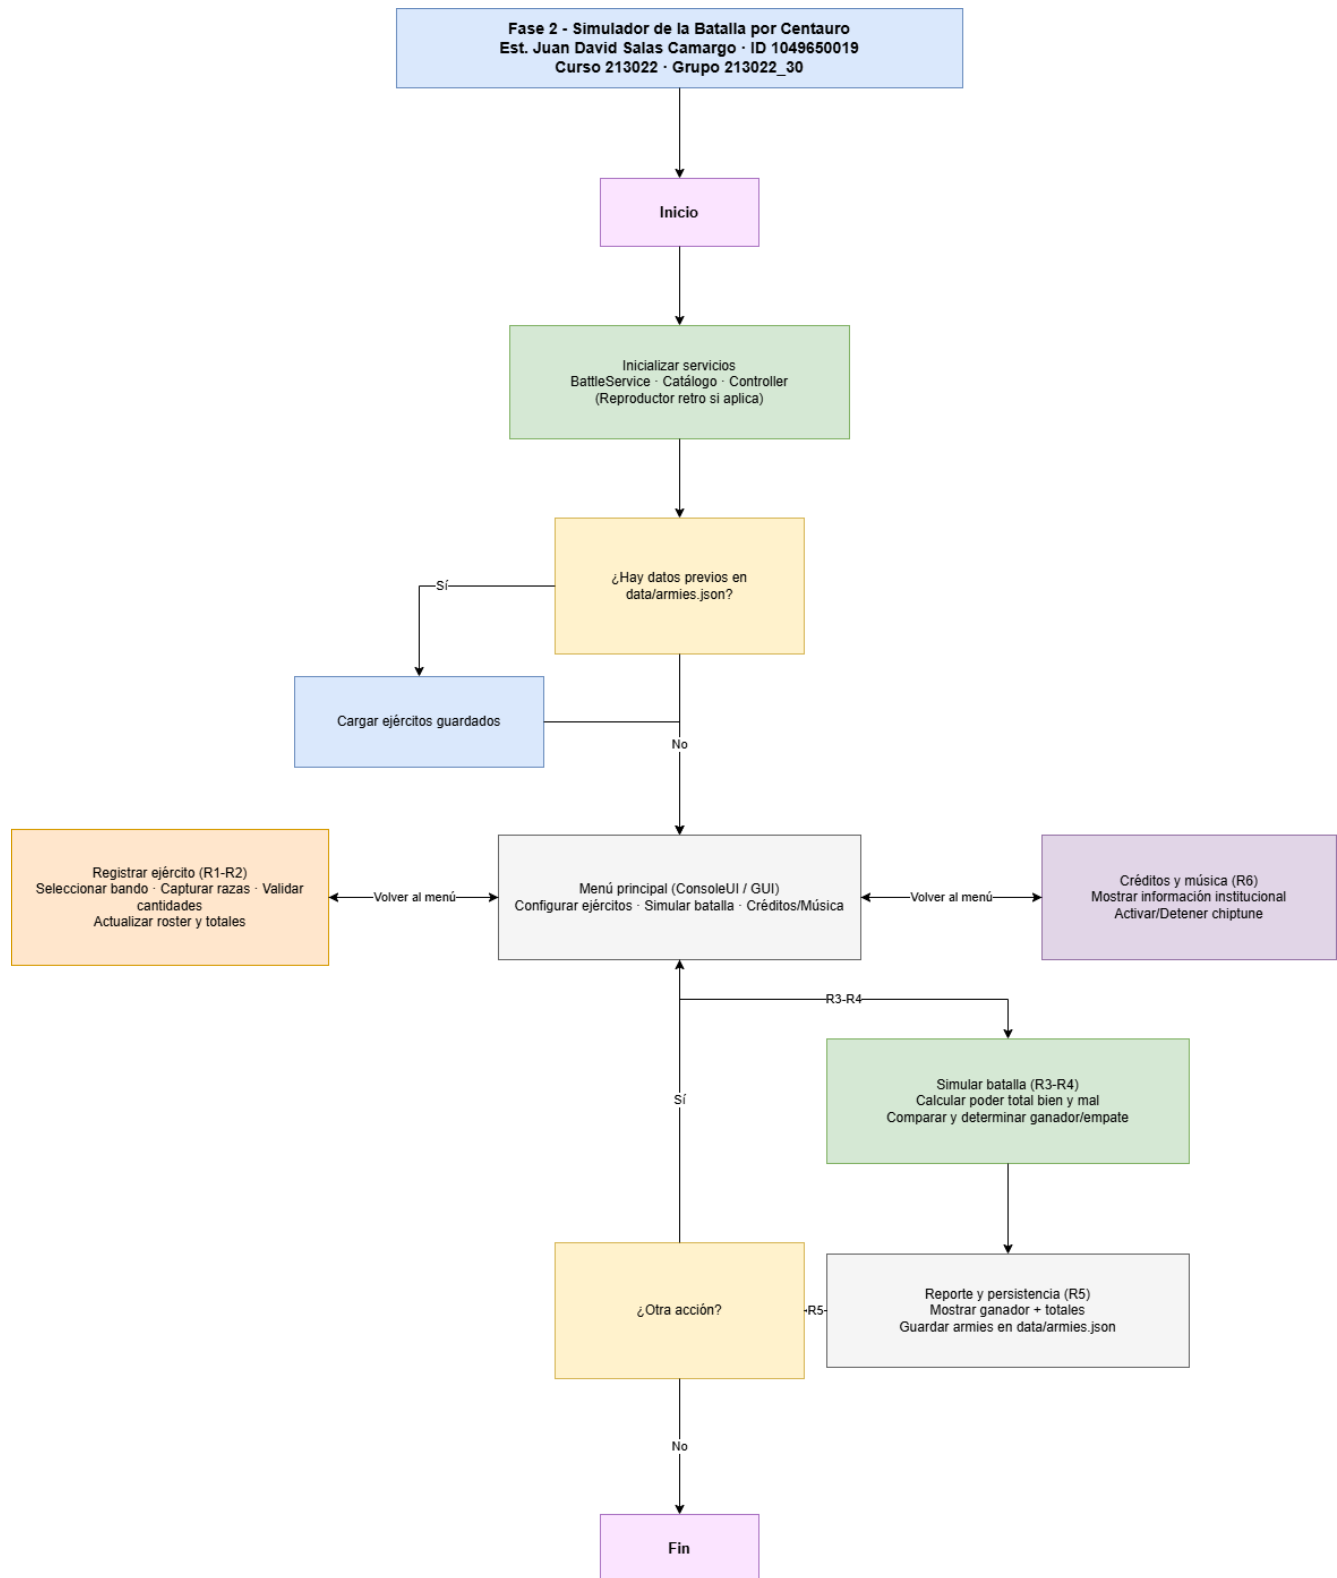 Fase 2 - Simulador de la Batalla por Centauro
Est. Juan David Salas Camargo · ID 1049650019
Curso 213022 · Grupo 213022_30
Inicio
Inicializar servicios
BattleService · Catálogo · Controller
(Reproductor retro si aplica)
¿Hay datos previos en
data/armies.json?
Sí
Cargar ejércitos guardados
No
Registrar ejército (R1-R2)
Seleccionar bando · Capturar razas · Validar
cantidades
Actualizar roster y totales
Volver al menú
Menú principal (ConsoleUI / GUI)
Configurar ejércitos · Simular batalla · Créditos/Música
Volver al menú
Créditos y música (R6)
Mostrar información institucional
Activar/Detener chiptune
R3-R4
Simular batalla (R3-R4)
Calcular poder total bien y mal
Comparar y determinar ganador/empate
Sí
¿Otra acción?
R5
Reporte y persistencia (R5)
Mostrar ganador + totales
Guardar armies en data/armies.json
No
Fin